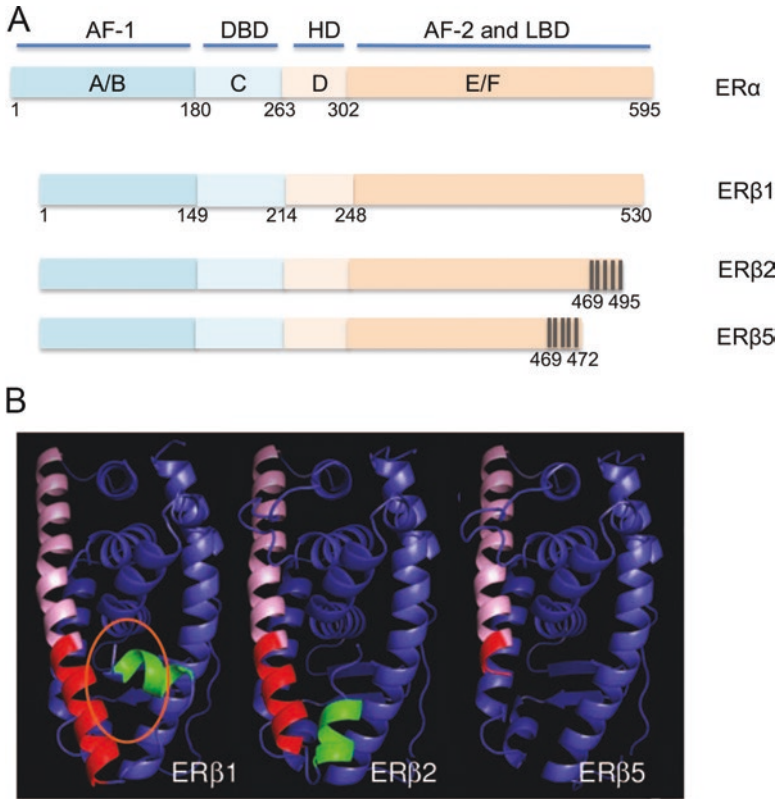 A
AF-1 DBD HD AF-2 and LBD
A/B C D E/F ERα
1 180 263 302 595
ERβ1
1 149 214 248 530
ERβ2
469 495
ERβ5
469 472
B
ERβ1 ERβ2 ERβ5